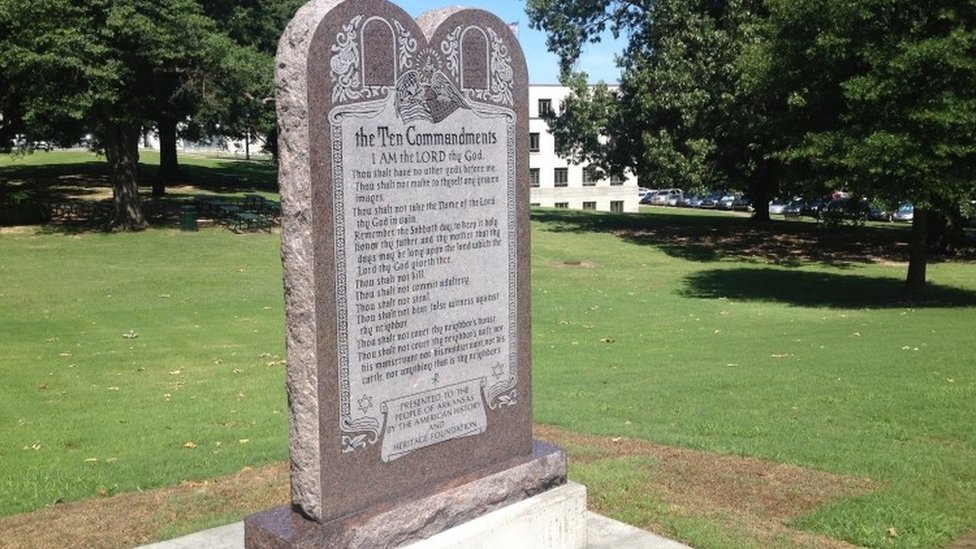 the Ten Commandments
I AM the LORD thy God.
Thou shalt have no other gods before me.
Thou shalt not make to thyself any graven
images.
Thou shalt not take the Name of the Lord
thy God in vain.
Remember the Sabbath day, to keep it holy.
Honor thy father and thy mother that thy
days may be long upon the land which the
Lord thy God giveth thee.
Thou shalt not kill.
Thou shalt not commit adultery.
Thou shalt not steal.
Thou shalt not bear false witness against
thy neighbor.
Thou shalt not covet thy neighbor's house.
Thou shalt not covet thy neighbor's wife nor
his manservant nor his maidservant nor his
cattle nor anything that is thy neighbors
PRESENTED TO THE
PEOPLE OF ARKANSAS
BY THE AMERICAN HISTORY
AND
HERITAGE FOUNDATION